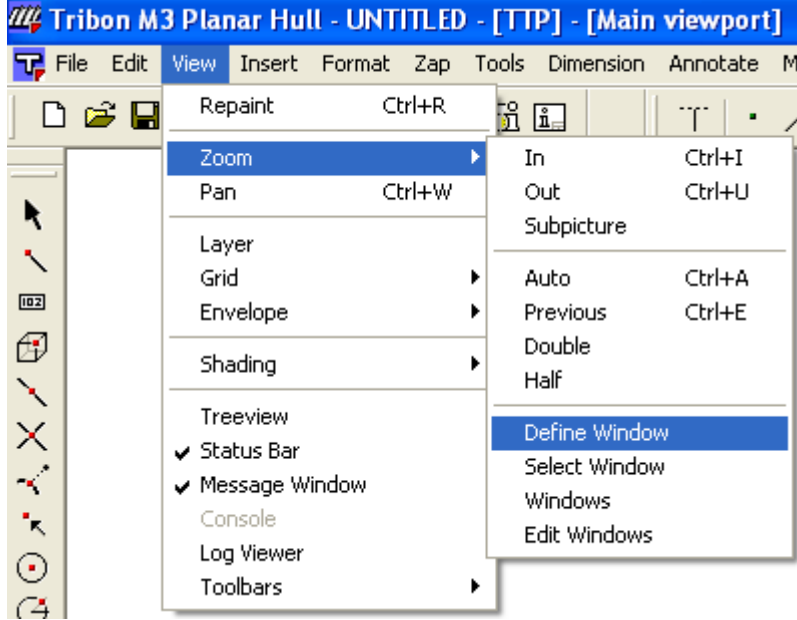 Tribon M3 Planar Hull - UNTITLED - [TTP] - [Main viewport]
File Edit View Insert Format Zap Tools Dimension Annotate M
Repaint Ctrl+R
Zoom
Pan Ctrl+W
Layer
Grid
Envelope
Shading
Treeview
Status Bar
Message Window
Console
Log Viewer
Toolbars
In Ctrl+I
Out Ctrl+U
Subpicture
Auto Ctrl+A
Previous Ctrl+E
Double
Half
Define Window
Select Window
Windows
Edit Windows
102